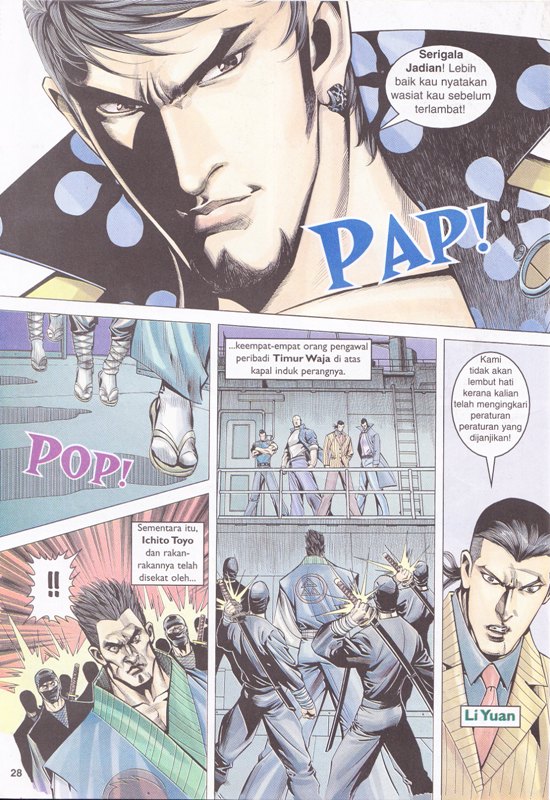 Serigala
Jadian! Lebih
baik kau nyatakan
wasiat kau sebelum
terlambat!
PAP!
POP!
Sementara itu,
Ichito Toyo
dan rakan-
rakannya telah
disekat oleh...
!!
...keempat-empat orang pengawal
peribadi Timur Waja di atas
kapal induk perangnya.
Kami
tidak akan
lembut hati
kerana kalian
telah mengingkari
peraturan
peraturan yang
dijanjikan!
Li Yuan
28